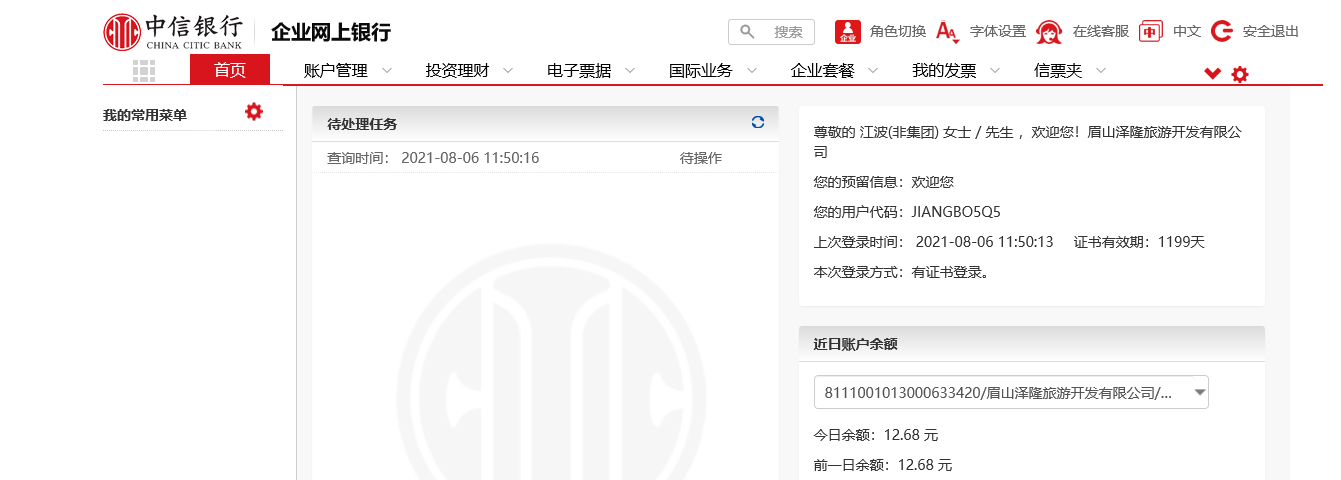 中信银行
CHINA CITIC BANK
企业网上银行
搜索
企业
角色切换
AA
字体设置
在线客服
中
中文
安全退出
首页
账户管理
投资理财
电子票据
国际业务
企业套餐
我的发票
信票夹
我的常用菜单
待处理任务
查询时间： 2021-08-06 11:50:16
待操作
尊敬的 江波(非集团) 女士 / 先生 ，欢迎您！眉山泽隆旅游开发有限公
司
您的预留信息：欢迎您
您的用户代码：JIANGBO5Q5
上次登录时间： 2021-08-06 11:50:13 证书有效期：1199天
本次登录方式：有证书登录。
近日账户余额
8111001013000633420/眉山泽隆旅游开发有限公司/...
今日余额：12.68 元
前一日余额：12.68 元